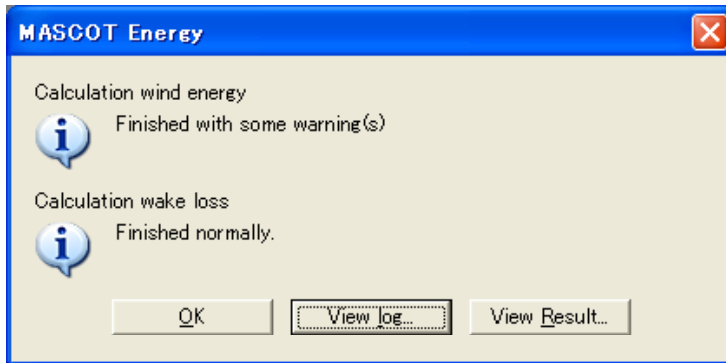 MASCOT Energy
Calculation wind energy
Finished with some warning(s)
Calculation wake loss
Finished normally.
OK
View log...
View Result...